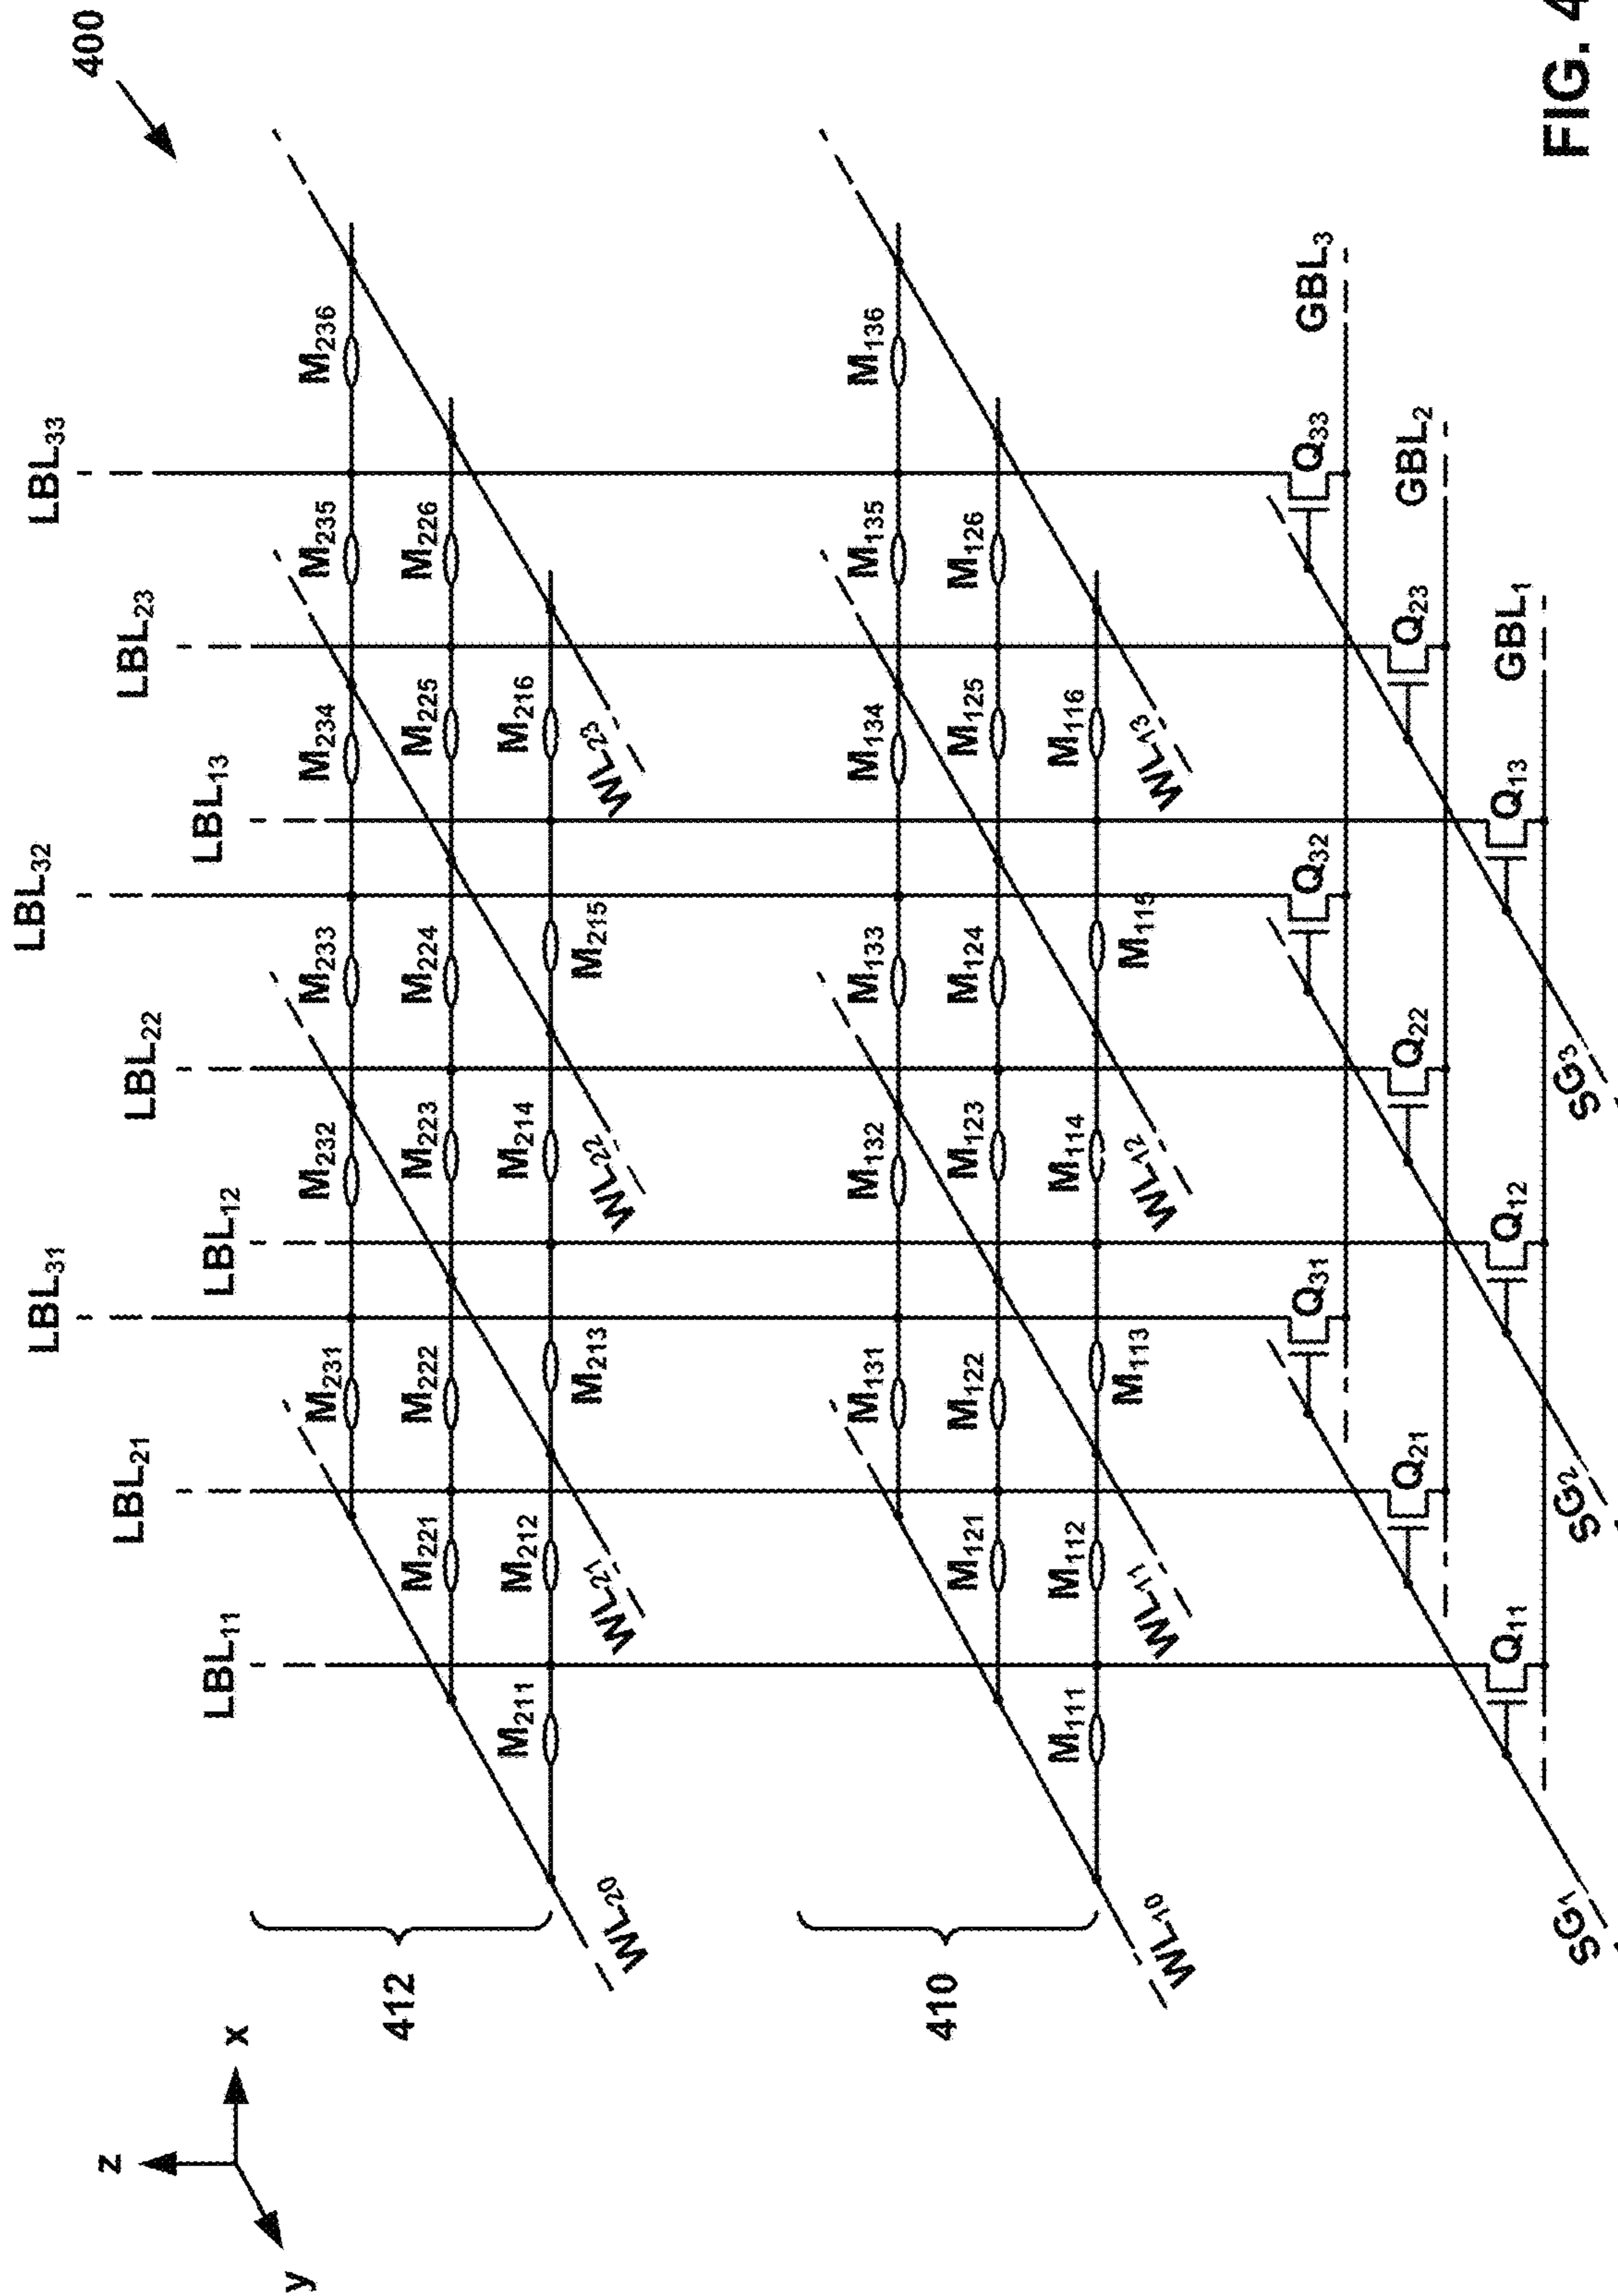 400
LBL₃₁ LBL₃₂ LBL₃₃
LBL₂₁ LBL₂₂ LBL₂₃
LBL₁₁ LBL₁₂ LBL₁₃
z
x
y
412
M₂₃₁ M₂₃₂ M₂₃₃ M₂₃₄ M₂₃₅ M₂₃₆
M₂₂₁ M₂₂₂ M₂₂₃ M₂₂₄ M₂₂₅ M₂₂₆
M₂₁₁ M₂₁₂ M₂₁₃ M₂₁₄ M₂₁₅ M₂₁₆
WL₂₀ WL₂₁ WL₂₂ WL₂₃
410
M₁₃₁ M₁₃₂ M₁₃₃ M₁₃₄ M₁₃₅ M₁₃₆
M₁₂₁ M₁₂₂ M₁₂₃ M₁₂₄ M₁₂₅ M₁₂₆
M₁₁₁ M₁₁₂ M₁₁₃ M₁₁₄ M₁₁₅ M₁₁₆
WL₁₀ WL₁₁ WL₁₂ WL₁₃
Q₃₁ Q₃₂ Q₃₃ GBL₃
Q₂₁ Q₂₂ Q₂₃ GBL₂
Q₁₁ Q₁₂ Q₁₃ GBL₁
SG₁ SG₂ SG₃
FIG. 4